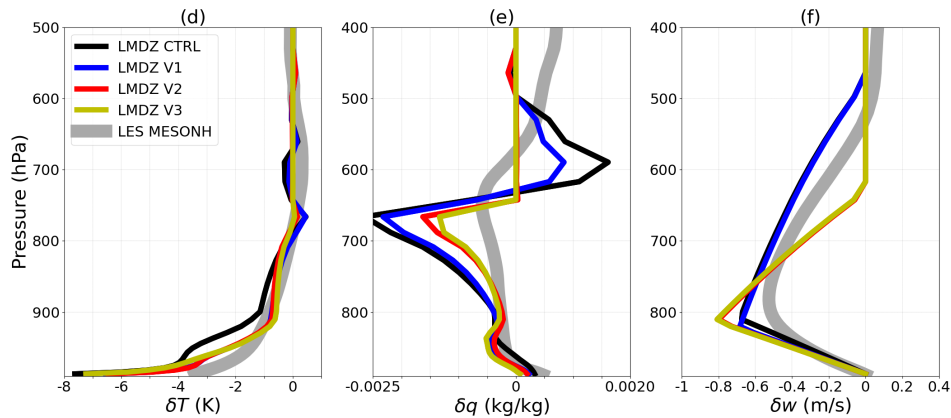 (d)
(e)
(f)
500
600
700
800
900
Pressure (hPa)
LMDZ CTRL
LMDZ V1
LMDZ V2
LMDZ V3
LES MESONH
-8
-6
-4
-2
0
δT (K)
400
500
600
700
800
-0.0025
0
0.0020
δq (kg/kg)
400
500
600
700
800
-1
-0.8
-0.6
-0.4
-0.2
0
0.2
0.4
δw (m/s)